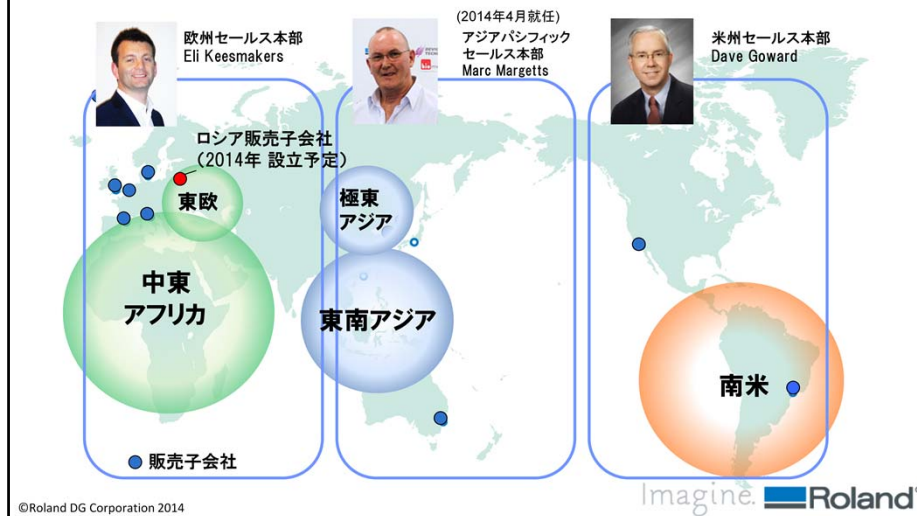 欧州セールス本部
Eli Keesmakers
(2014年4月就任)
アジアパシフィック
セールス本部
Marc Margetts
米州セールス本部
Dave Goward
ロシア販売子会社
(2014年 設立予定)
東欧
極東
アジア
中東
アフリカ
東南アジア
南米
販売子会社
©Roland DG Corporation 2014
Imagine.
Roland